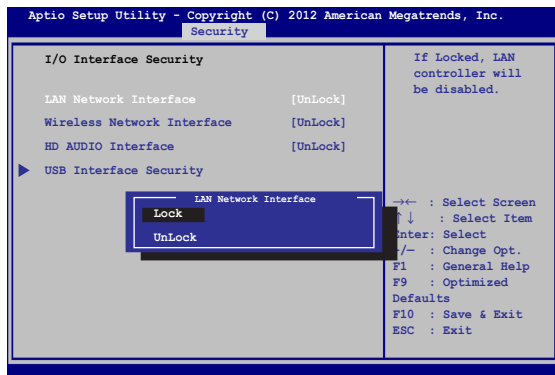 Aptio Setup Utility - Copyright (C) 2012 American Megatrends, Inc.
Security
I/O Interface Security
LAN Network Interface [UnLock]
Wireless Network Interface [UnLock]
HD AUDIO Interface [UnLock]
USB Interface Security
If Locked, LAN
controller will
be disabled.
LAN Network Interface
Lock
UnLock
→← : Select Screen
↑↓ : Select Item
Enter: Select
+/— : Change Opt.
F1 : General Help
F9 : Optimized
Defaults
F10 : Save & Exit
ESC : Exit